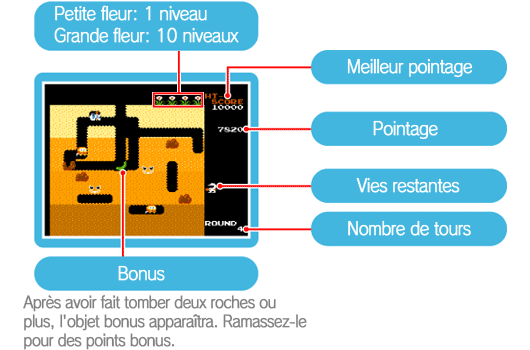 Petite fleur: 1 niveau
Grande fleur: 10 niveaux
Meilleur pointage
HI-
SCORE
10000
7820
Pointage
Vies restantes
ROUND
4
Nombre de tours
Bonus
Après avoir fait tomber deux roches ou
plus, l'objet bonus apparaîtra. Ramassez-le
pour des points bonus.